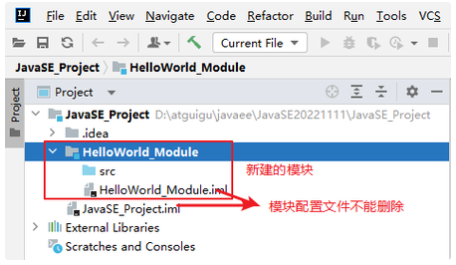 File Edit View Navigate Code Refactor Build Run Tools VCS
Current File
JavaSE_Project HelloWorld_Module
Project
Project
JavaSE_Project D:\atguigu\javaee\JavaSE20221111\JavaSE_Project
.idea
HelloWorld_Module
src 新建的模块
HelloWorld_Module.iml
JavaSE_Project.iml 模块配置文件不能删除
External Libraries
Scratches and Consoles